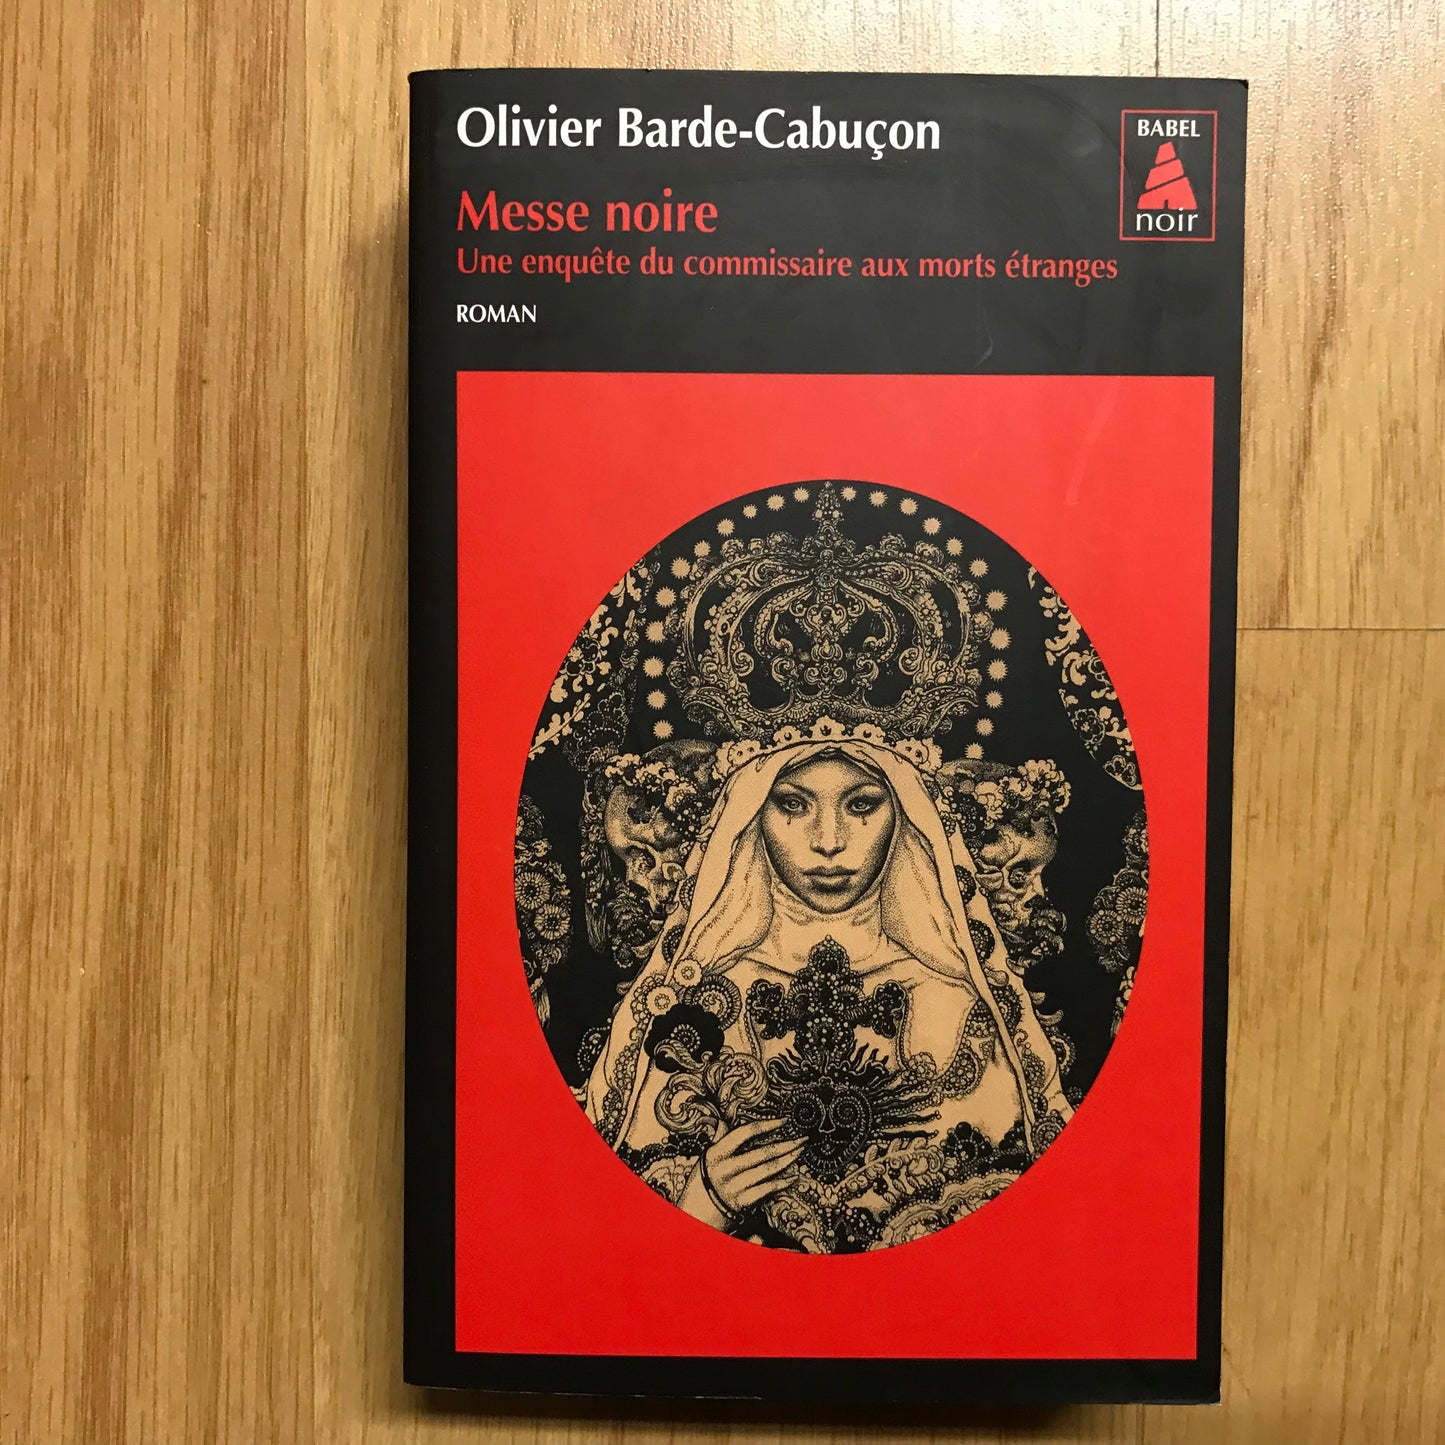 Olivier Barde-Cabuçon
BABEL
noir
Messe noire
Une enquête du commissaire aux morts étranges
ROMAN